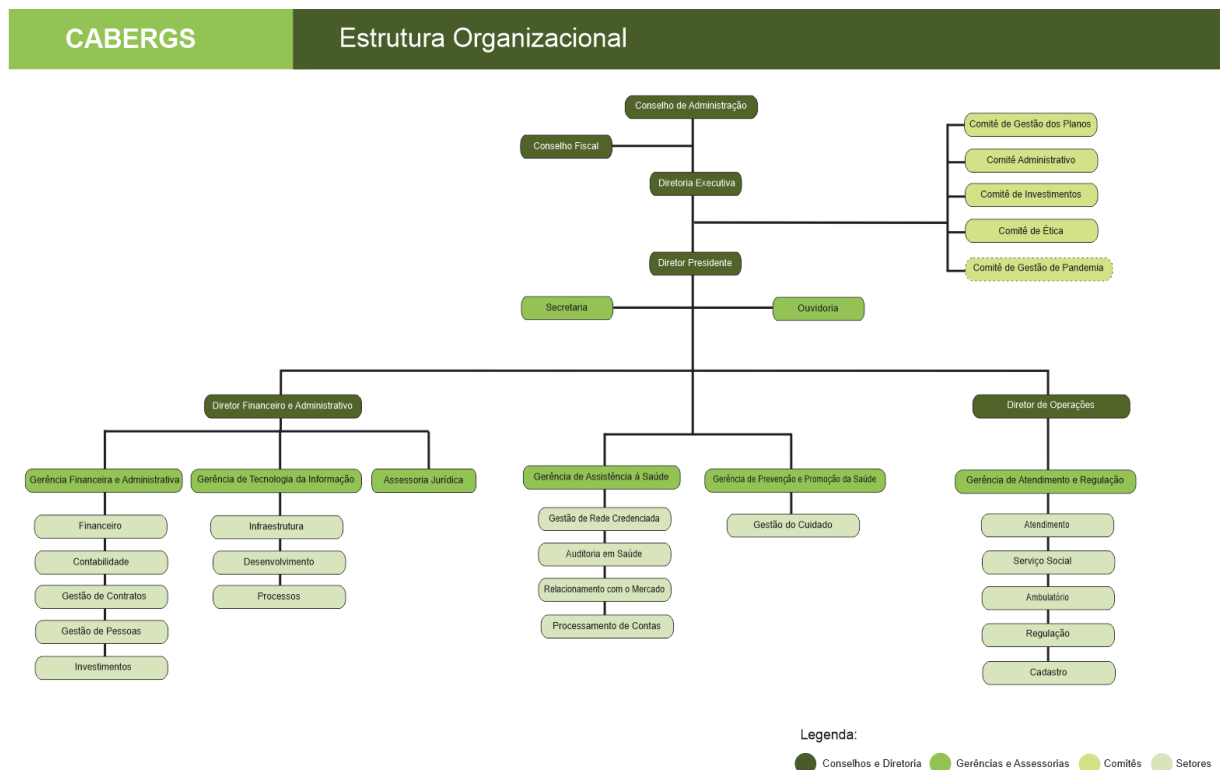 CABERGS
Estrutura Organizacional
Conselho de Administração
Conselho Fiscal
Diretoria Executiva
Comitê de Gestão dos Planos
Comitê Administrativo
Comitê de Investimentos
Comitê de Ética
Comitê de Gestão de Pandemia
Diretor Presidente
Secretaria
Ouvidoria
Diretor Financeiro e Administrativo
Diretor de Operações
Gerência Financeira e Administrativa
Financeiro
Contabilidade
Gestão de Contratos
Gestão de Pessoas
Investimentos
Gerência de Tecnologia da Informação
Infraestrutura
Desenvolvimento
Processos
Assessoria Jurídica
Gerência de Assistência à Saúde
Gestão de Rede Credenciada
Auditoria em Saúde
Relacionamento com o Mercado
Processamento de Contas
Gerência de Prevenção e Promoção da Saúde
Gestão do Cuidado
Gerência de Atendimento e Regulação
Atendimento
Serviço Social
Ambulatório
Regulação
Cadastro
Legenda:
Conselhos e Diretoria
Gerências e Assessorias
Comitês
Setores